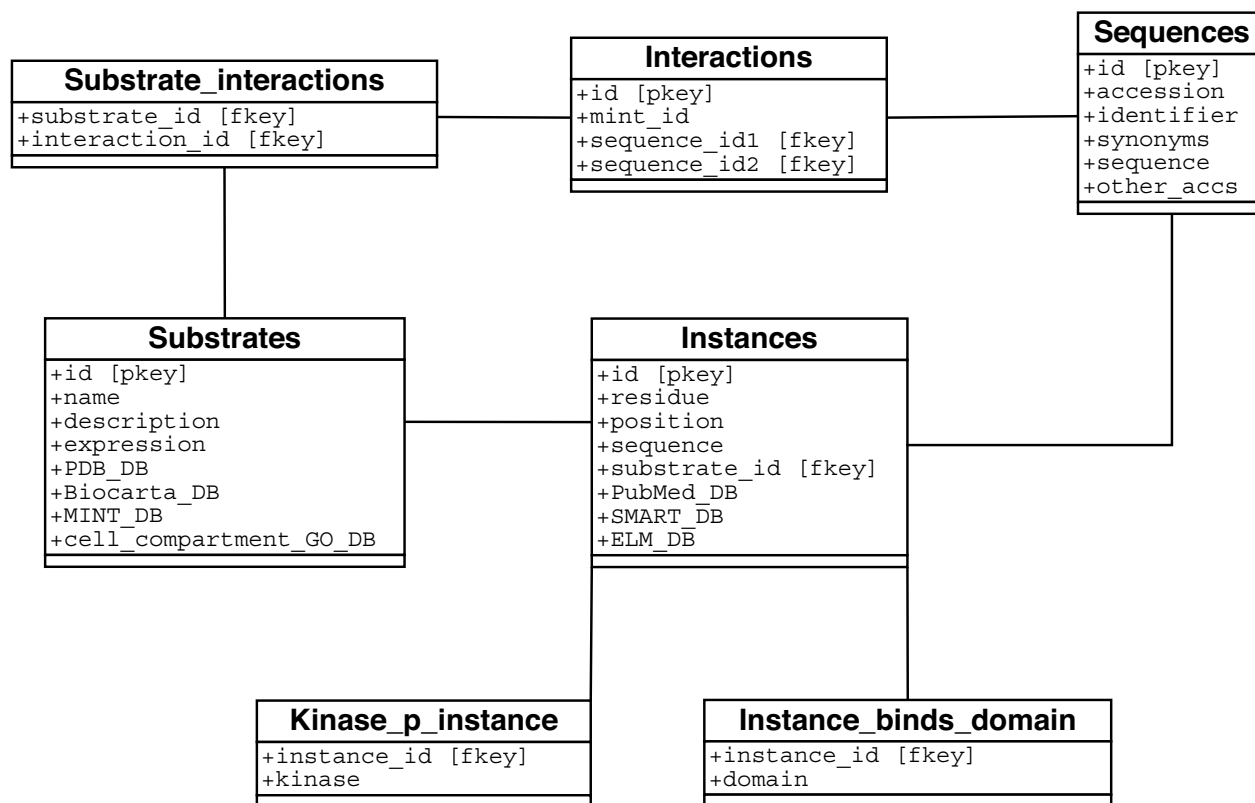 Substrate_interactions
+substrate_id [fkey]
+interaction_id [fkey]
Interactions
+id [pkey]
+mint_id
+sequence_id1 [fkey]
+sequence_id2 [fkey]
Sequences
+id [pkey]
+accession
+identifier
+synonyms
+sequence
+other_accs
Substrates
+id [pkey]
+name
+description
+expression
+PDB_DB
+Biocarta_DB
+MINT_DB
+cell_compartment_GO_DB
Instances
+id [pkey]
+residue
+position
+sequence
+substrate_id [fkey]
+PubMed_DB
+SMART_DB
+ELM_DB
Kinase_p_instance
+instance_id [fkey]
+kinase
Instance_binds_domain
+instance_id [fkey]
+domain